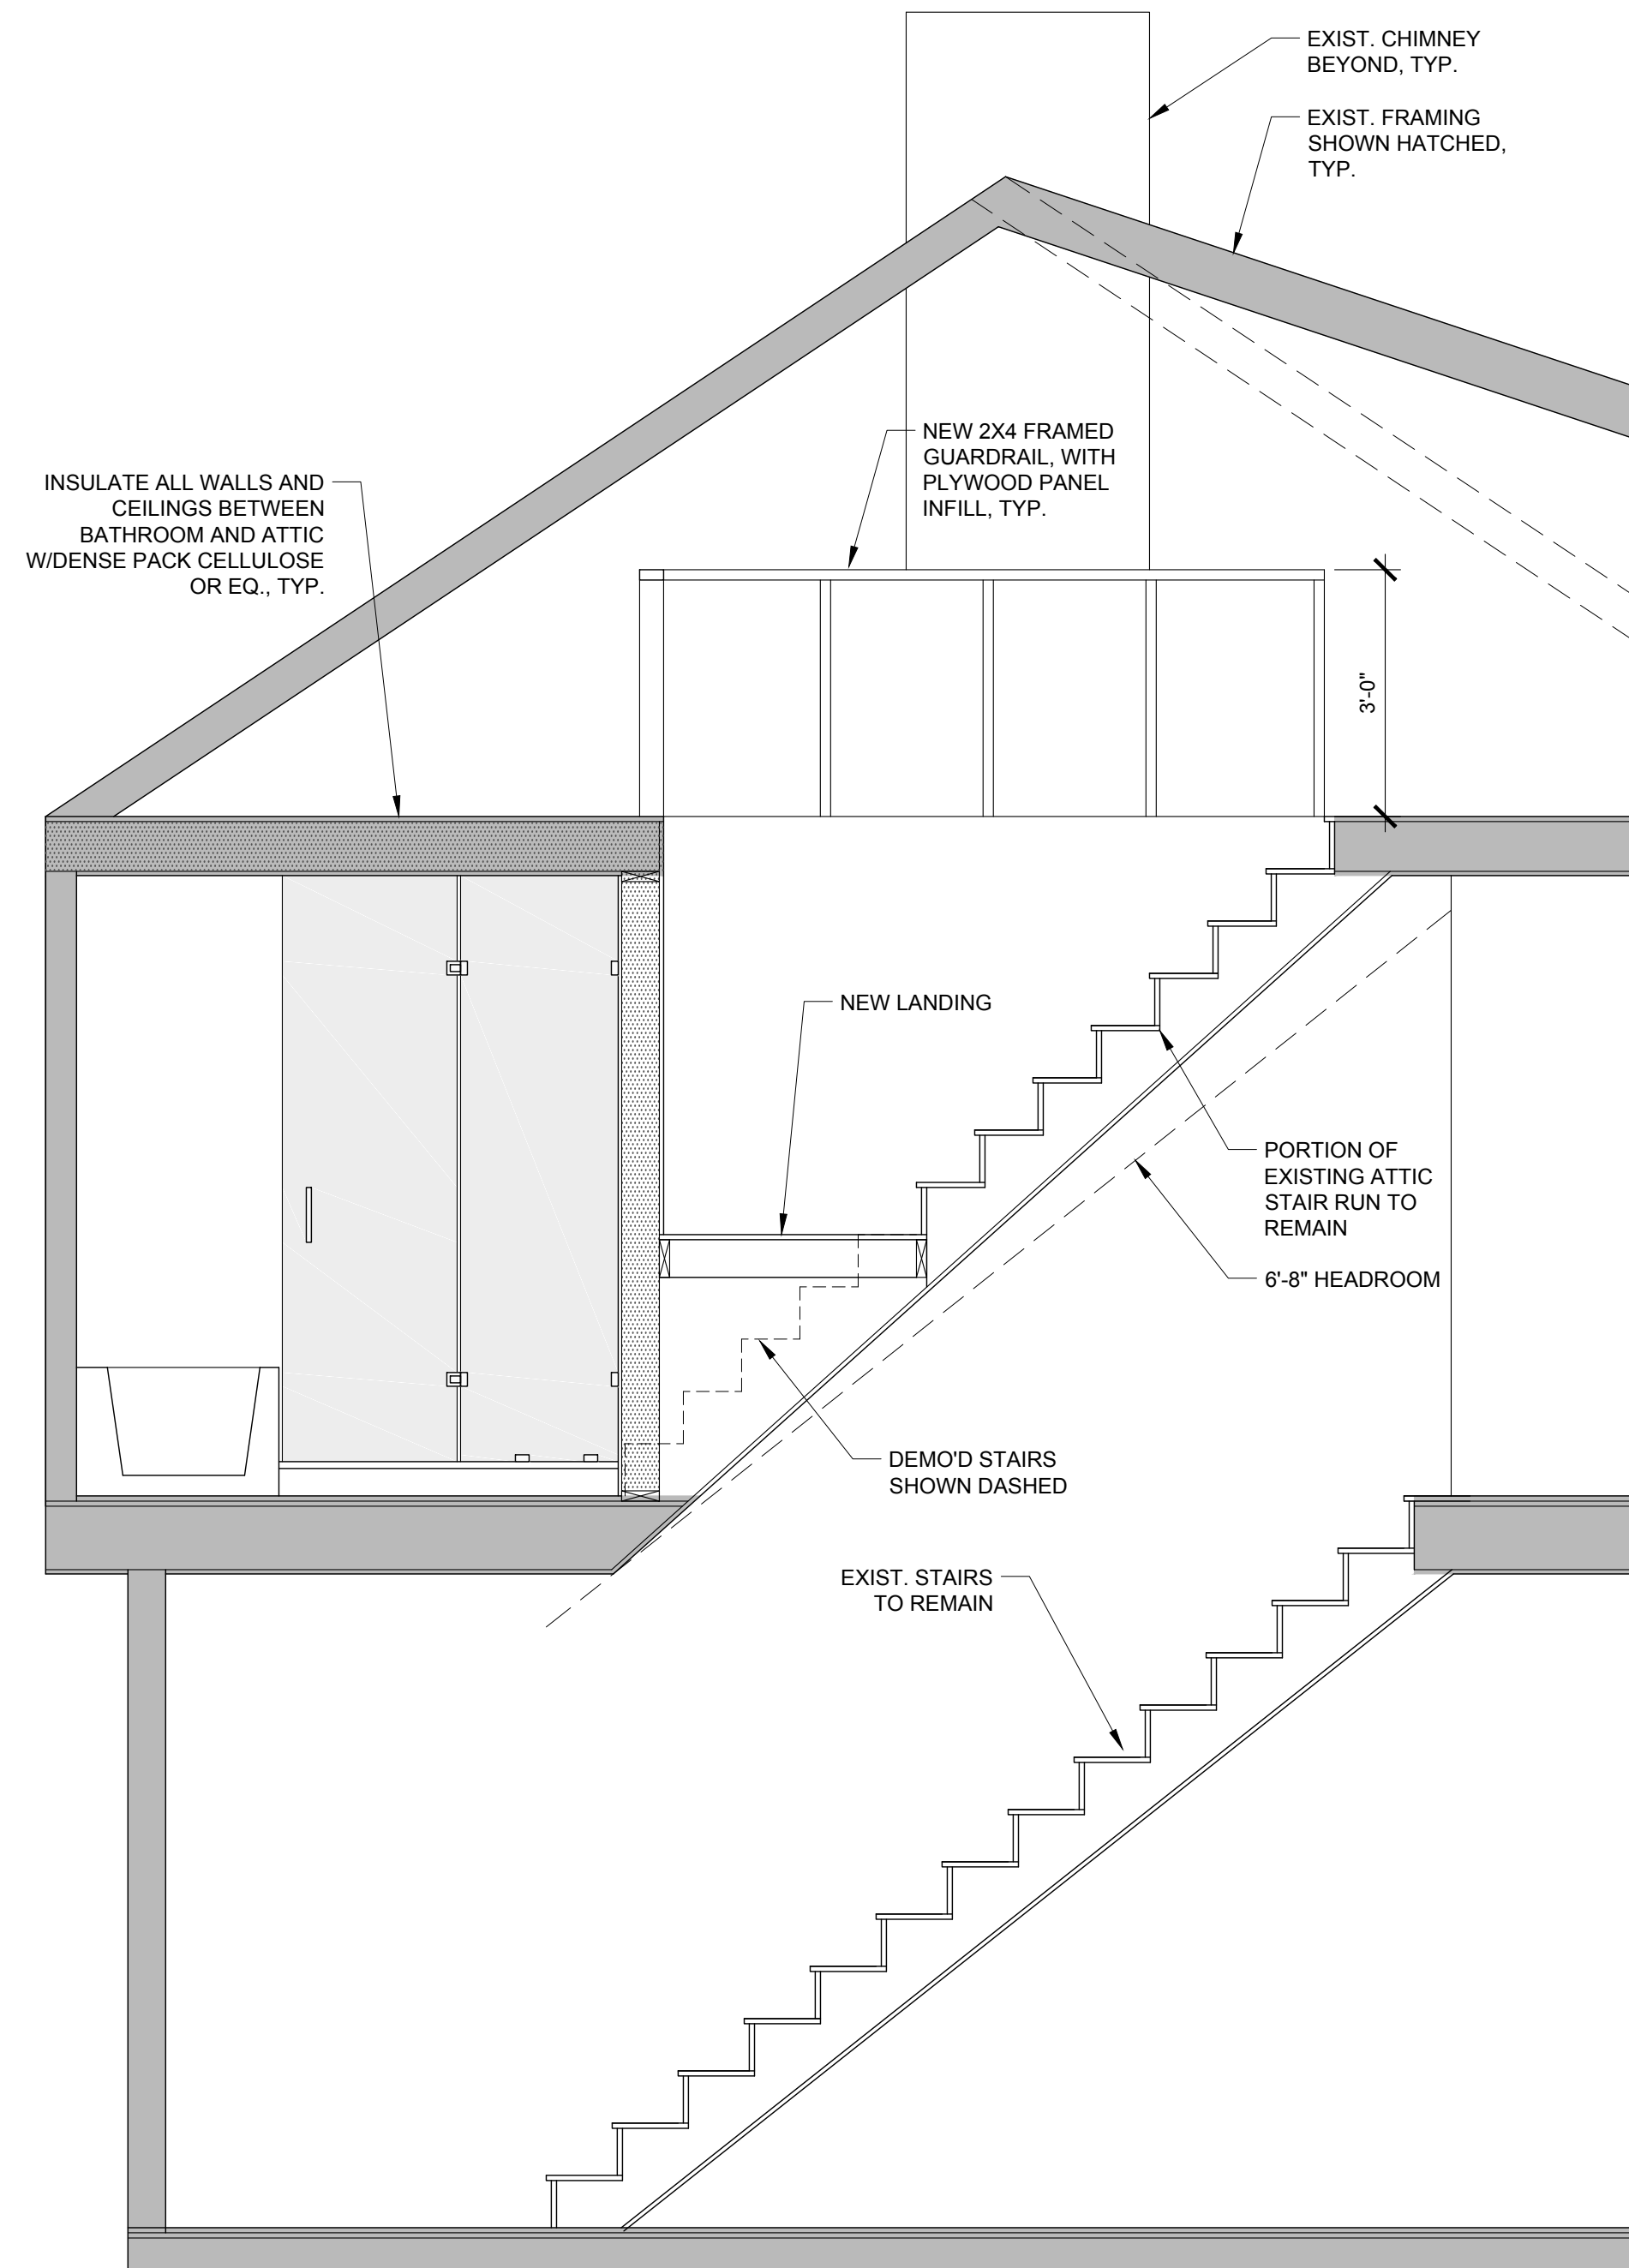 EXIST. CHIMNEY
BEYOND, TYP.
EXIST. FRAMING
SHOWN HATCHED,
TYP.
NEW 2X4 FRAMED
GUARDRAIL, WITH
PLYWOOD PANEL
INFILL, TYP.
INSULATE ALL WALLS AND
CEILINGS BETWEEN
BATHROOM AND ATTIC
W/DENSE PACK CELLULOSE
OR EQ., TYP.
3'-0"
NEW LANDING
PORTION OF
EXISTING ATTIC
STAIR RUN TO
REMAIN
6'-8" HEADROOM
DEMO'D STAIRS
SHOWN DASHED
EXIST. STAIRS
TO REMAIN